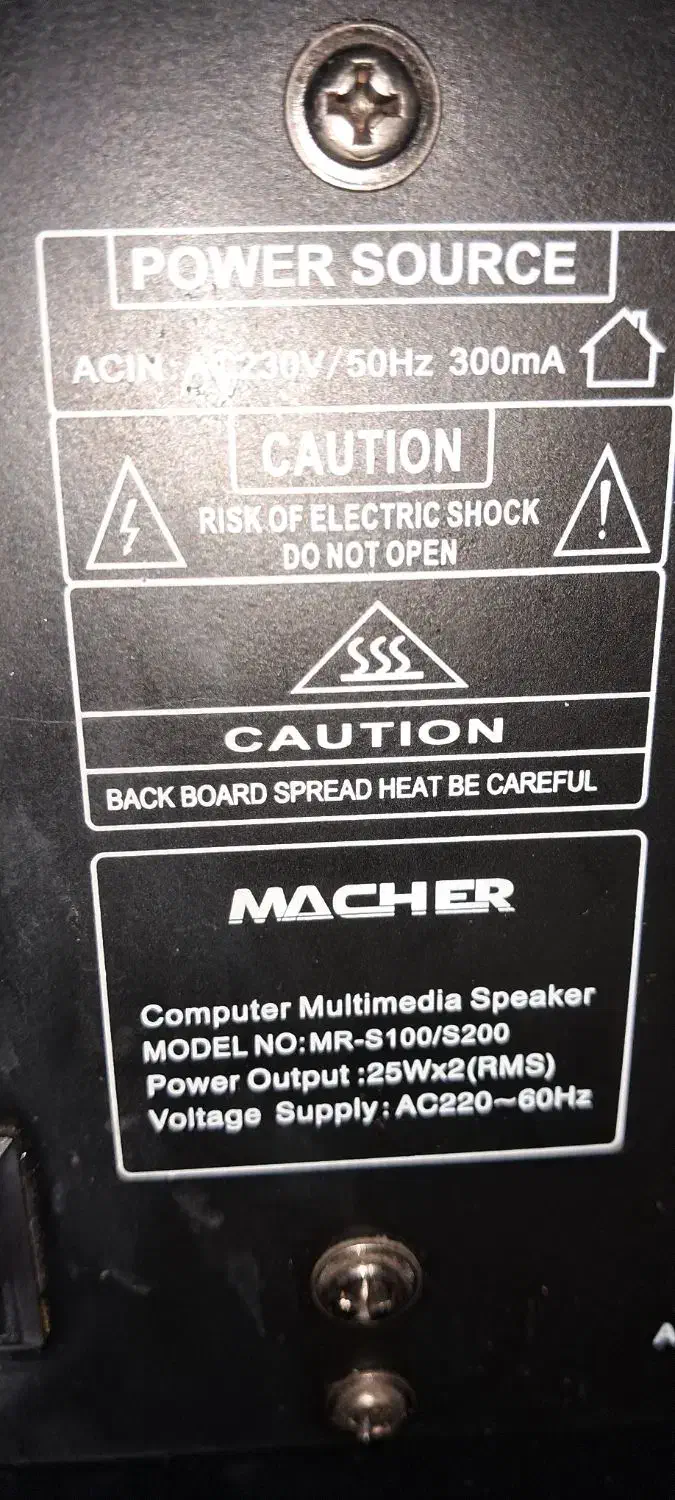 POWER SOURCE
ACIN:AC230V/50Hz 300mA
CAUTION
RISK OF ELECTRIC SHOCK
DO NOT OPEN
CAUTION
BACK BOARD SPREAD HEAT BE CAREFUL
MACHER
Computer Multimedia Speaker
MODEL NO:MR-S100/S200
Power Output :25Wx2(RMS)
Voltage Supply:AC220~60Hz